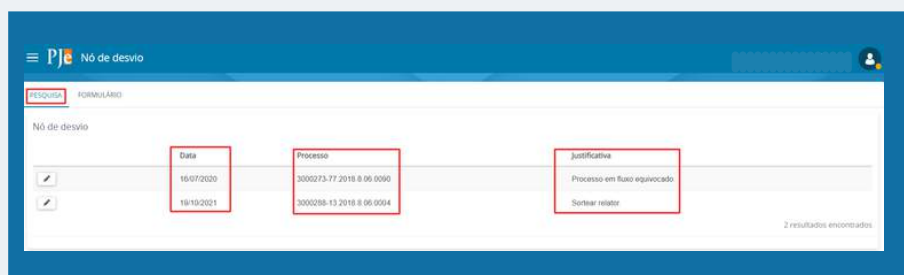 PJe Nó de desvio
PESQUISA FORMULÁRIO
Nó de desvio
Data Processo Justificativa
16/07/2020 3000273-77.2018.8.06.0090 Processo em fluxo equivocado
19/10/2021 3000288-13.2018.8.06.0004 Sortear relator
2 resultados encontrados